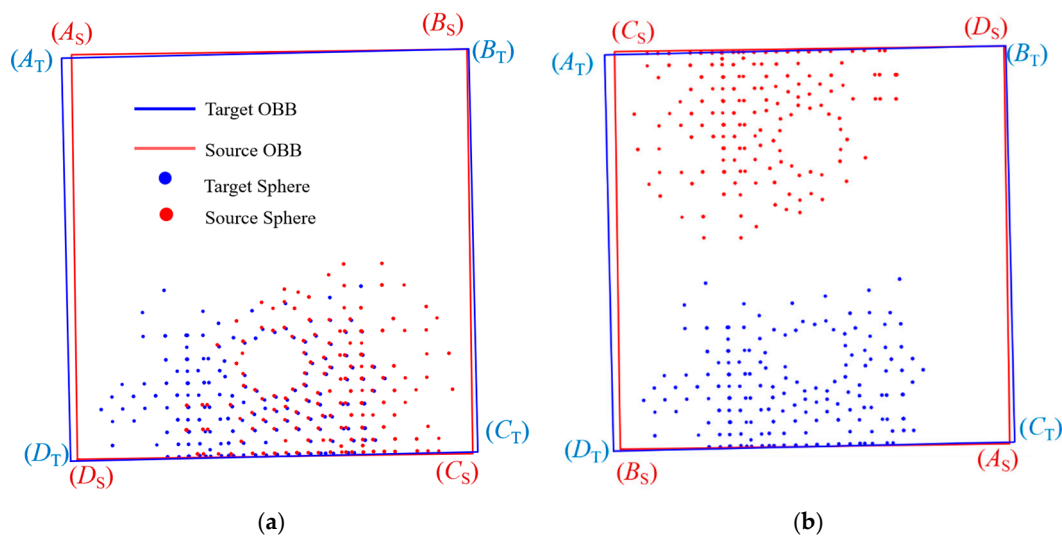 (A_S)
(B_S)
(A_T)
(B_T)
Target OBB
Source OBB
Target Sphere
Source Sphere
(D_T)
(C_T)
(D_S)
(C_S)
(a)
(C_S)
(D_S)
(A_T)
(B_T)
(D_T)
(C_T)
(B_S)
(A_S)
(b)